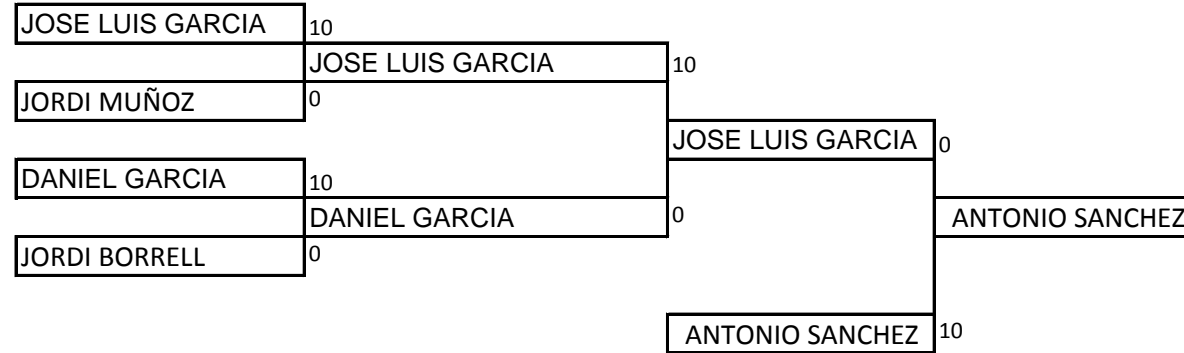 JOSE LUIS GARCIA 10
JOSE LUIS GARCIA 10
JORDI MUÑOZ 0
JOSE LUIS GARCIA 0
DANIEL GARCIA 10
DANIEL GARCIA 0 ANTONIO SANCHEZ
JORDI BORRELL 0
ANTONIO SANCHEZ 10